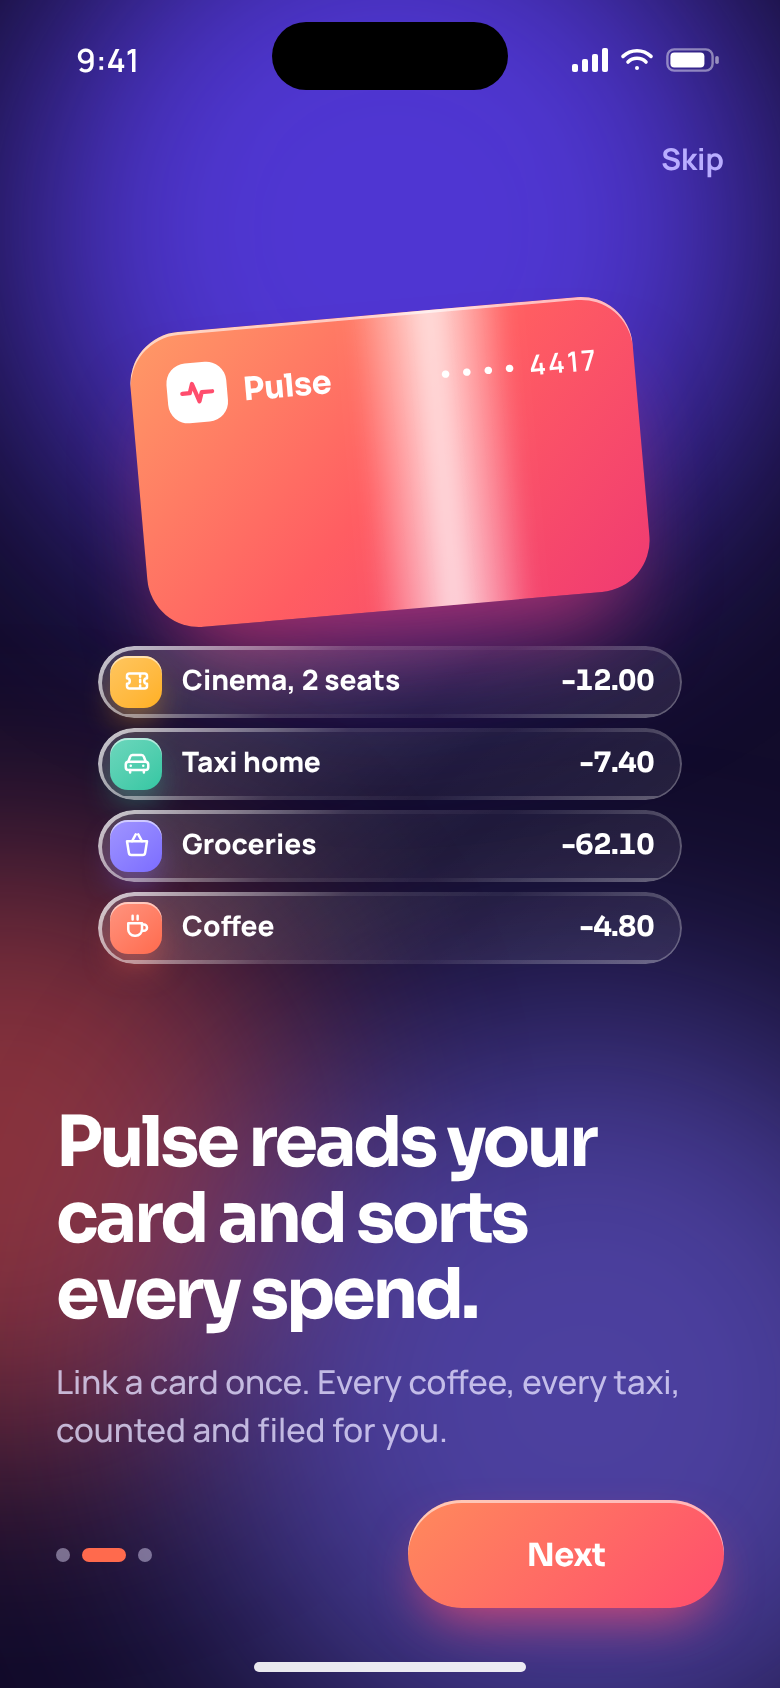 9:41
Skip
Pulse
•••• 4417
Cinema, 2 seats -12.00
Taxi home -7.40
Groceries -62.10
Coffee -4.80
Pulse reads your
card and sorts
every spend.
Link a card once. Every coffee, every taxi,
counted and filed for you.
Next